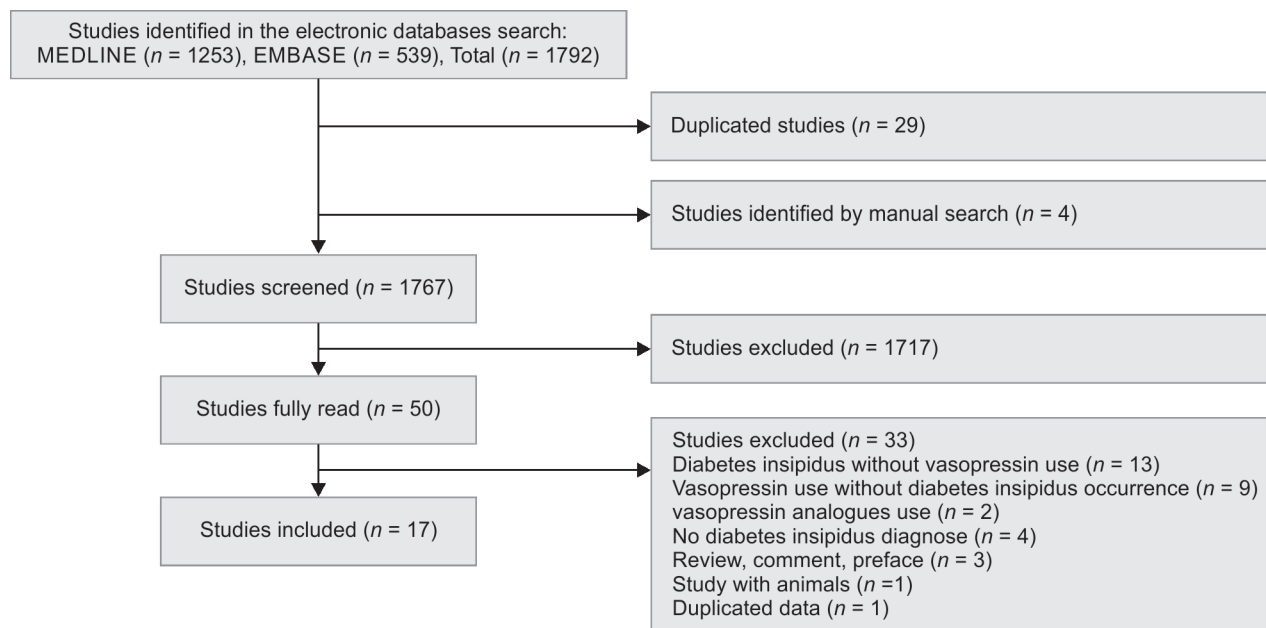 Studies identified in the electronic databases search:
MEDLINE (n = 1253), EMBASE (n = 539), Total (n = 1792)
Duplicated studies (n = 29)
Studies identified by manual search (n = 4)
Studies screened (n = 1767)
Studies excluded (n = 1717)
Studies fully read (n = 50)
Studies excluded (n = 33)
Diabetes insipidus without vasopressin use (n = 13)
Vasopressin use without diabetes insipidus occurrence (n = 9)
vasopressin analogues use (n = 2)
No diabetes insipidus diagnose (n = 4)
Review, comment, preface (n = 3)
Study with animals (n =1)
Duplicated data (n = 1)
Studies included (n = 17)